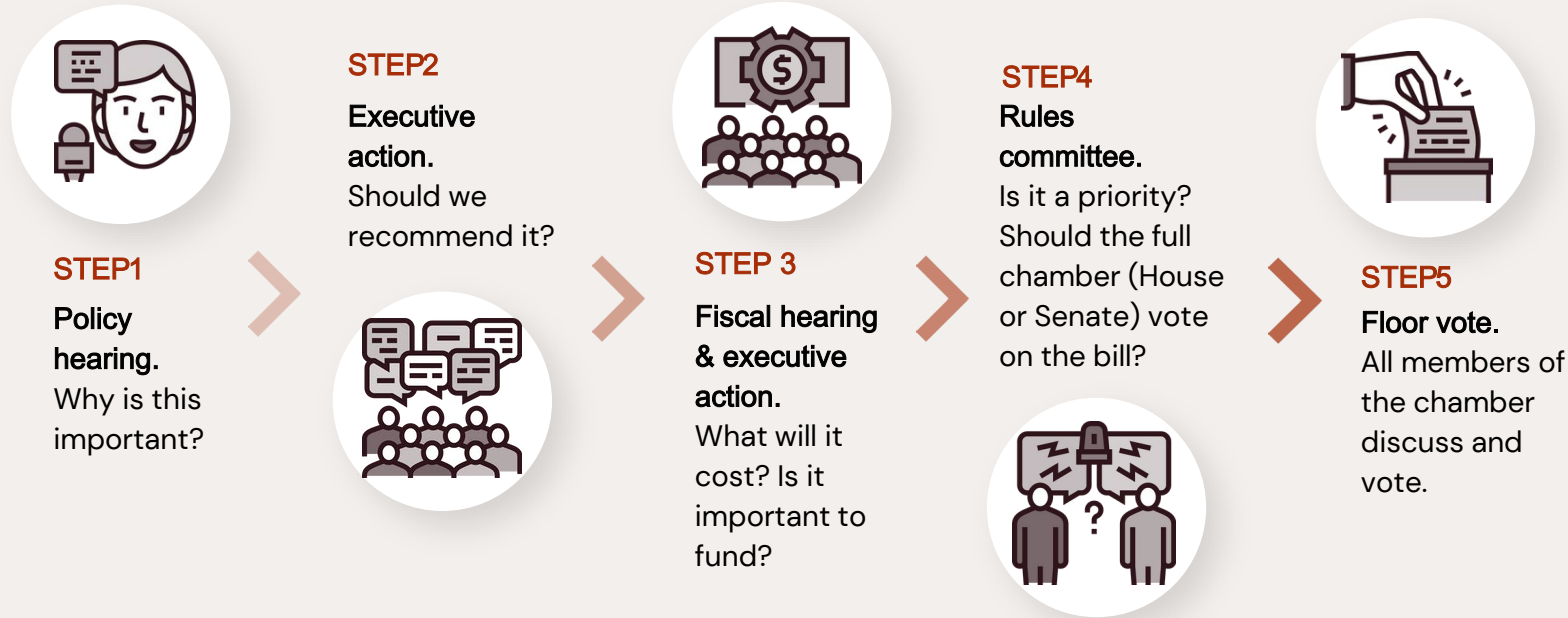 STEP1
Policy
hearing.
Why is this
important?
STEP2
Executive
action.
Should we
recommend it?
STEP 3
Fiscal hearing
& executive
action.
What will it
cost? Is it
important to
fund?
STEP4
Rules
committee.
Is it a priority?
Should the full
chamber (House
or Senate) vote
on the bill?
STEP5
Floor vote.
All members of
the chamber
discuss and
vote.